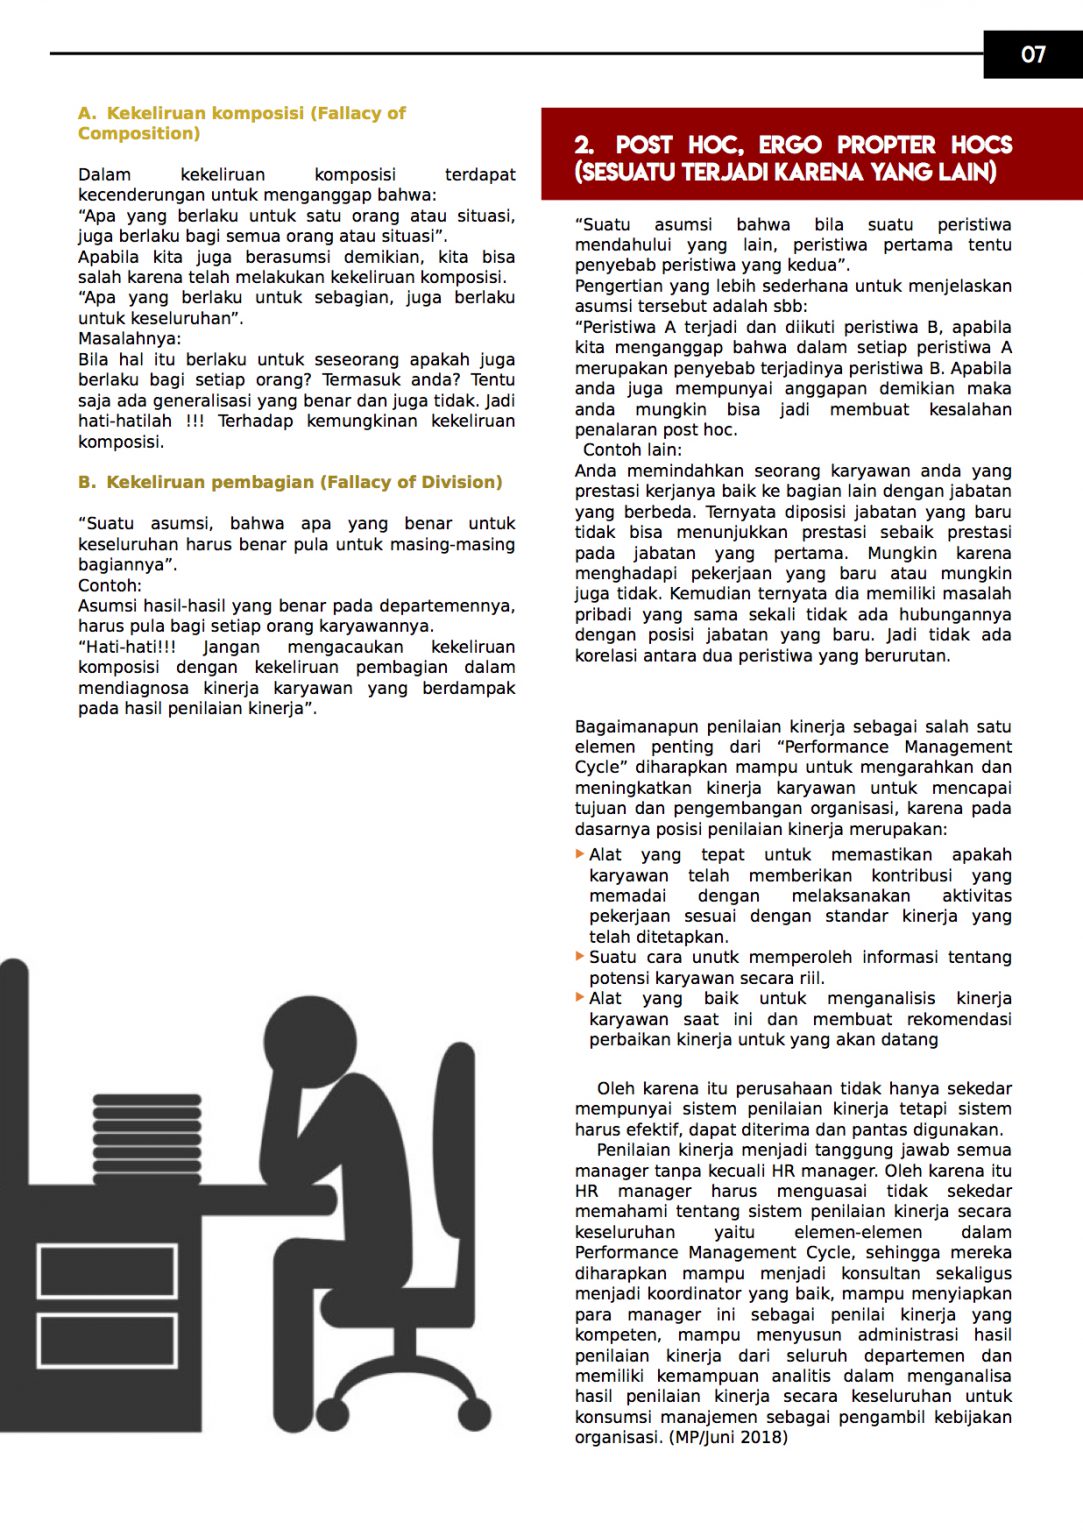 07
A. Kekeliruan komposisi (Fallacy of
Composition)
Dalam kekeliruan komposisi terdapat
kecenderungan untuk menganggap bahwa:
“Apa yang berlaku untuk satu orang atau situasi,
juga berlaku bagi semua orang atau situasi”.
Apabila kita juga berasumsi demikian, kita bisa
salah karena telah melakukan kekeliruan komposisi.
“Apa yang berlaku untuk sebagian, juga berlaku
untuk keseluruhan”.
Masalahnya:
Bila hal itu berlaku untuk seseorang apakah juga
berlaku bagi setiap orang? Termasuk anda? Tentu
saja ada generalisasi yang benar dan juga tidak. Jadi
hati-hatilah !!! Terhadap kemungkinan kekeliruan
komposisi.
B. Kekeliruan pembagian (Fallacy of Division)
“Suatu asumsi, bahwa apa yang benar untuk
keseluruhan harus benar pula untuk masing-masing
bagiannya”.
Contoh:
Asumsi hasil-hasil yang benar pada departemennya,
harus pula bagi setiap orang karyawannya.
“Hati-hati!!! Jangan mengacaukan kekeliruan
komposisi dengan kekeliruan pembagian dalam
mendiagnosa kinerja karyawan yang berdampak
pada hasil penilaian kinerja”.
2. POST HOC, ERGO PROPTER HOCS
(SESUATU TERJADI KARENA YANG LAIN)
“Suatu asumsi bahwa bila suatu peristiwa
mendahului yang lain, peristiwa pertama tentu
penyebab peristiwa yang kedua”.
Pengertian yang lebih sederhana untuk menjelaskan
asumsi tersebut adalah sbb:
“Peristiwa A terjadi dan diikuti peristiwa B, apabila
kita menganggap bahwa dalam setiap peristiwa A
merupakan penyebab terjadinya peristiwa B. Apabila
anda juga mempunyai anggapan demikian maka
anda mungkin bisa jadi membuat kesalahan
penalaran post hoc.
Contoh lain:
Anda memindahkan seorang karyawan anda yang
prestasi kerjanya baik ke bagian lain dengan jabatan
yang berbeda. Ternyata diposisi jabatan yang baru
tidak bisa menunjukkan prestasi sebaik prestasi
pada jabatan yang pertama. Mungkin karena
menghadapi pekerjaan yang baru atau mungkin
juga tidak. Kemudian ternyata dia memiliki masalah
pribadi yang sama sekali tidak ada hubungannya
dengan posisi jabatan yang baru. Jadi tidak ada
korelasi antara dua peristiwa yang berurutan.
Bagaimanapun penilaian kinerja sebagai salah satu
elemen penting dari “Performance Management
Cycle” diharapkan mampu untuk mengarahkan dan
meningkatkan kinerja karyawan untuk mencapai
tujuan dan pengembangan organisasi, karena pada
dasarnya posisi penilaian kinerja merupakan:
Alat yang tepat untuk memastikan apakah
karyawan telah memberikan kontribusi yang
memadai dengan melaksanakan aktivitas
pekerjaan sesuai dengan standar kinerja yang
telah ditetapkan.
Suatu cara unutk memperoleh informasi tentang
potensi karyawan secara riil.
Alat yang baik untuk menganalisis kinerja
karyawan saat ini dan membuat rekomendasi
perbaikan kinerja untuk yang akan datang
Oleh karena itu perusahaan tidak hanya sekedar
mempunyai sistem penilaian kinerja tetapi sistem
harus efektif, dapat diterima dan pantas digunakan.
Penilaian kinerja menjadi tanggung jawab semua
manager tanpa kecuali HR manager. Oleh karena itu
HR manager harus menguasai tidak sekedar
memahami tentang sistem penilaian kinerja secara
keseluruhan yaitu elemen-elemen dalam
Performance Management Cycle, sehingga mereka
diharapkan mampu menjadi konsultan sekaligus
menjadi koordinator yang baik, mampu menyiapkan
para manager ini sebagai penilai kinerja yang
kompeten, mampu menyusun administrasi hasil
penilaian kinerja dari seluruh departemen dan
memiliki kemampuan analitis dalam menganalisa
hasil penilaian kinerja secara keseluruhan untuk
konsumsi manajemen sebagai pengambil kebijakan
organisasi. (MP/Juni 2018)